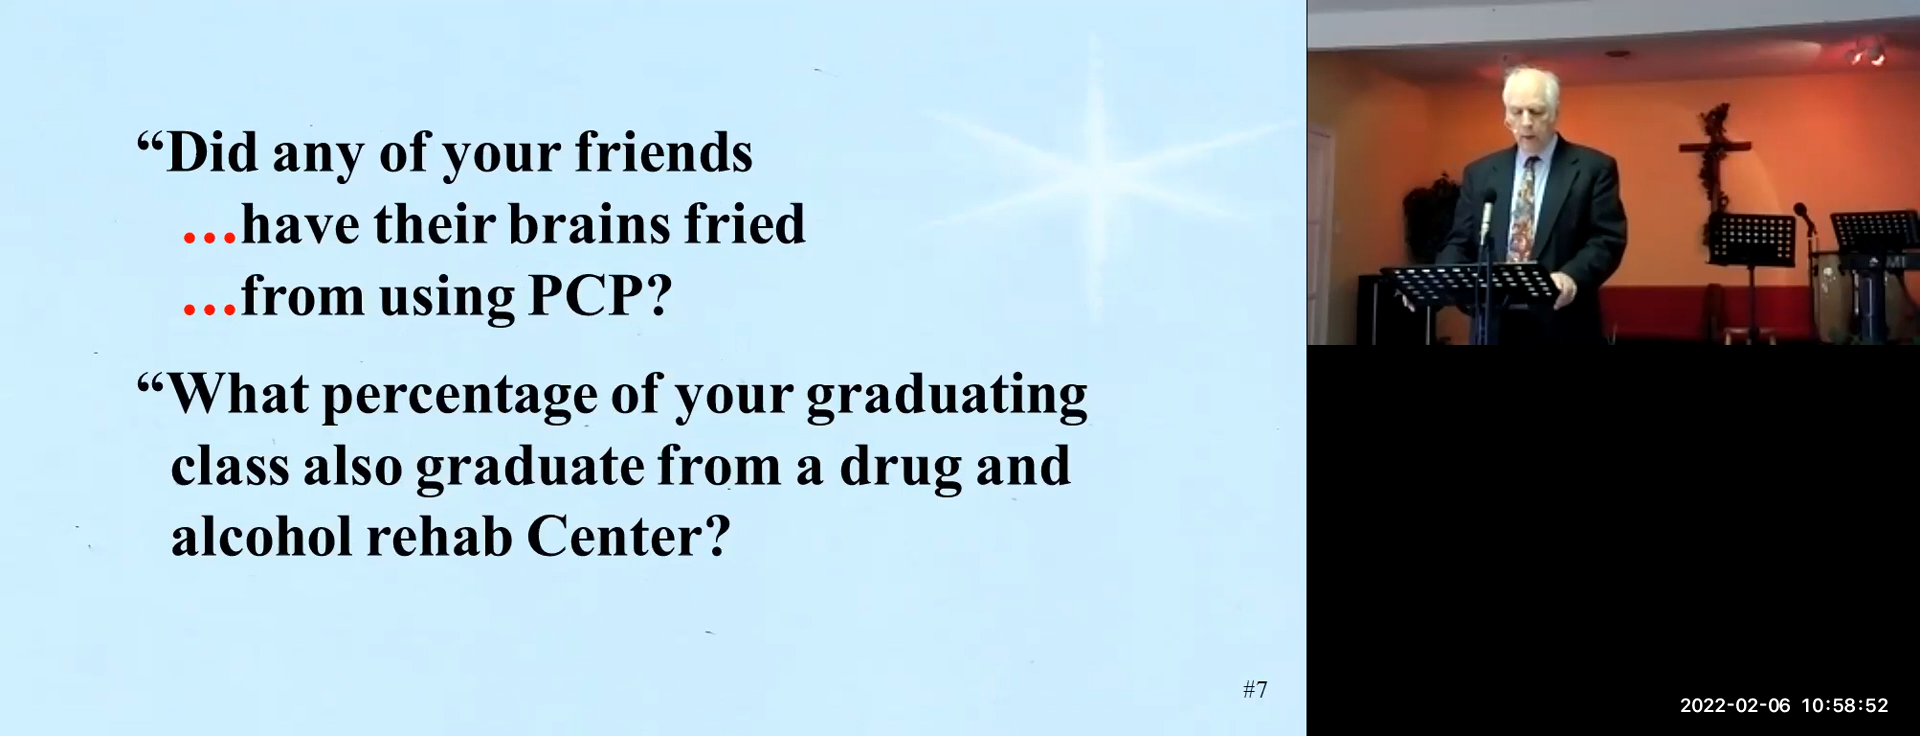 “Did any of your friends
…have their brains fried
…from using PCP?
“What percentage of your graduating
class also graduate from a drug and
alcohol rehab Center?
#7
2022-02-06 10:58:52